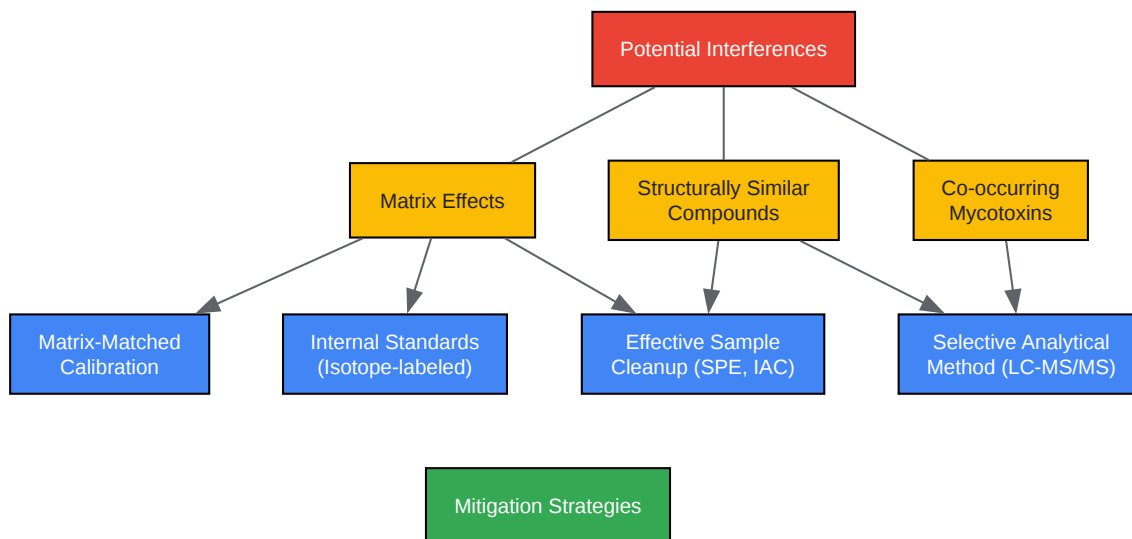 Potential Interferences
Matrix Effects
Structurally Similar
Compounds
Co-occurring
Mycotoxins
Matrix-Matched
Calibration
Internal Standards
(Isotope-labeled)
Effective Sample
Cleanup (SPE, IAC)
Selective Analytical
Method (LC-MS/MS)
Mitigation Strategies